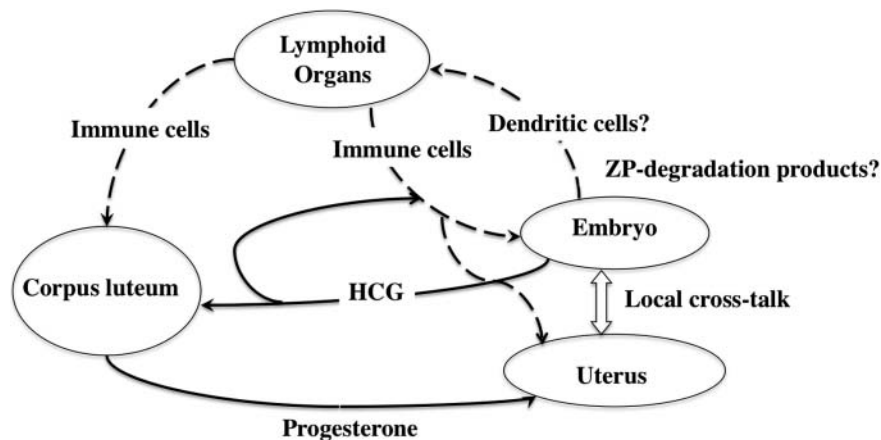 Lymphoid
Organs
Immune cells
Immune cells
Dendritic cells?
ZP-degradation products?
Embryo
Corpus luteum
HCG
Local cross-talk
Uterus
Progesterone